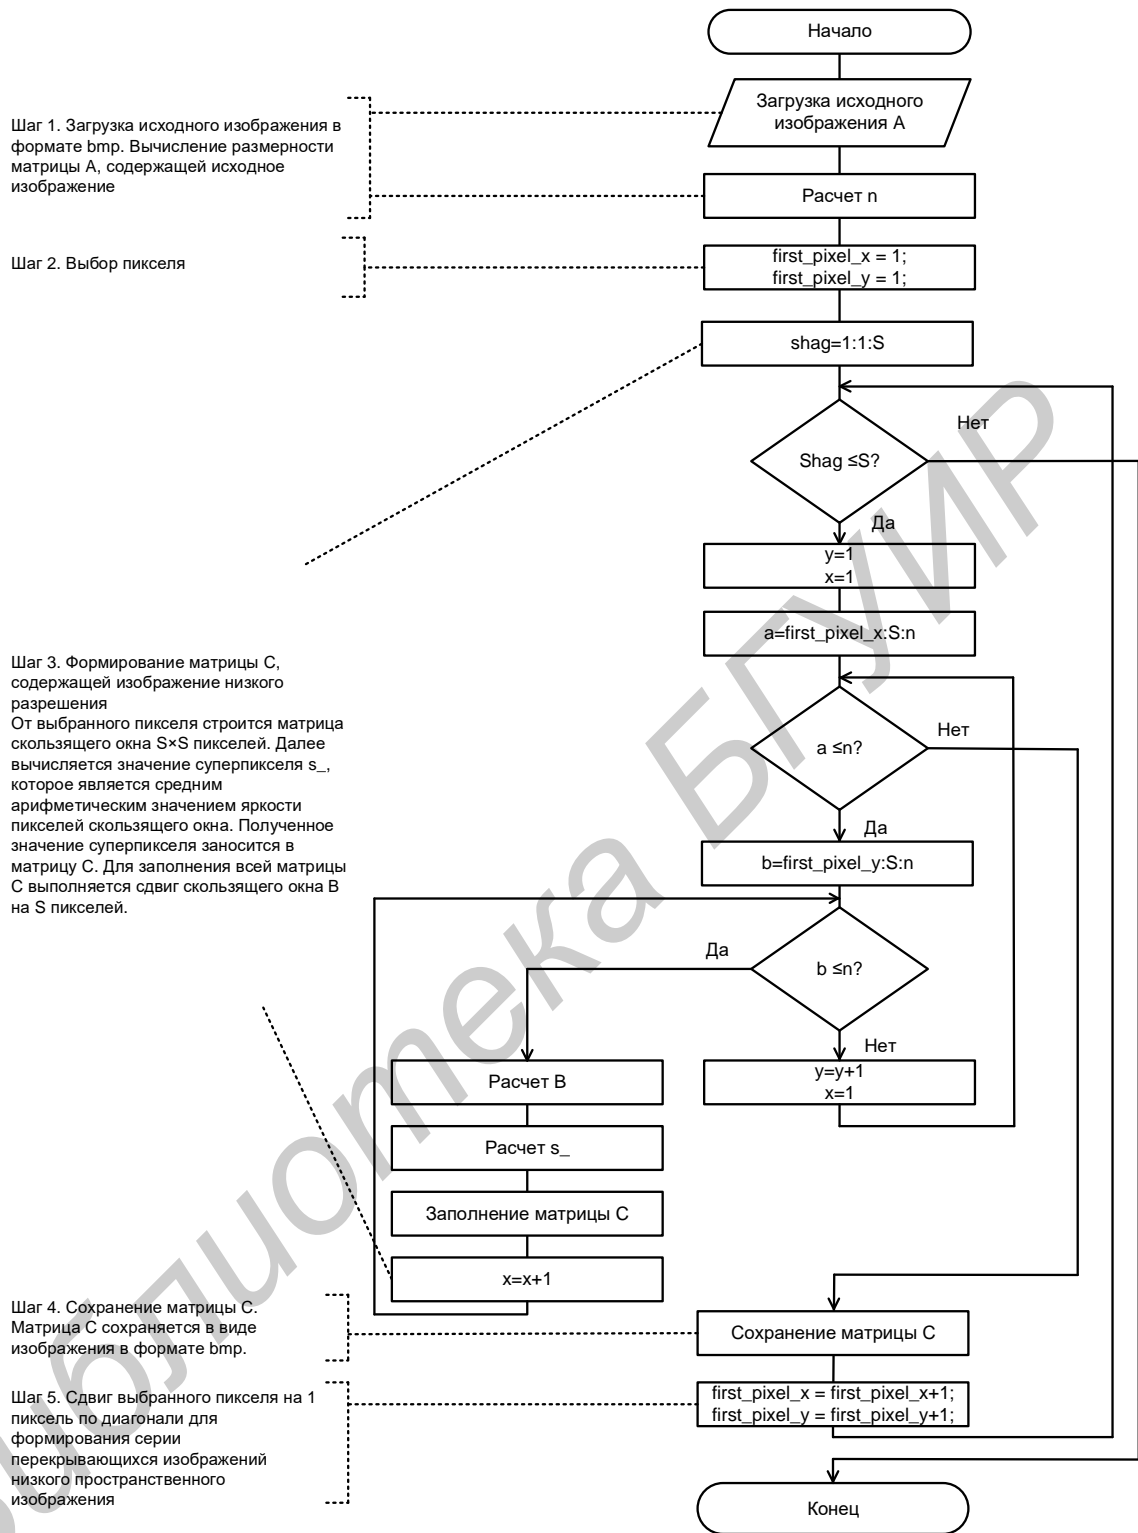 Начало
Загрузка исходного
изображения А
Шаг 1. Загрузка исходного изображения в
формате bmp. Вычисление размерности
матрицы А, содержащей исходное
изображение
Расчет n
Шаг 2. Выбор пикселя
first_pixel_x = 1;
first_pixel_y = 1;
shag=1:1:S
Shag ≤S?
Нет
Да
y=1
x=1
a=first_pixel_x:S:n
Шаг 3. Формирование матрицы С,
содержащей изображение низкого
разрешения
От выбранного пикселя строится матрица
скользящего окна S×S пикселей. Далее
вычисляется значение суперпикселя s_,
которое является средним
арифметическим значением яркости
пикселей скользящего окна. Полученное
значение суперпикселя заносится в
матрицу С. Для заполнения всей матрицы
С выполняется сдвиг скользящего окна В
на S пикселей.
a ≤n?
Нет
Да
b=first_pixel_y:S:n
b ≤n?
Да
Нет
y=y+1
x=1
Расчет В
Расчет s_
Заполнение матрицы С
x=x+1
Шаг 4. Сохранение матрицы С.
Матрица С сохраняется в виде
изображения в формате bmp.
Сохранение матрицы С
Шаг 5. Сдвиг выбранного пикселя на 1
пиксель по диагонали для
формирования серии
перекрывающихся изображений
низкого пространственного
изображения
first_pixel_x = first_pixel_x+1;
first_pixel_y = first_pixel_y+1;
Конец
блиотека БГУИР